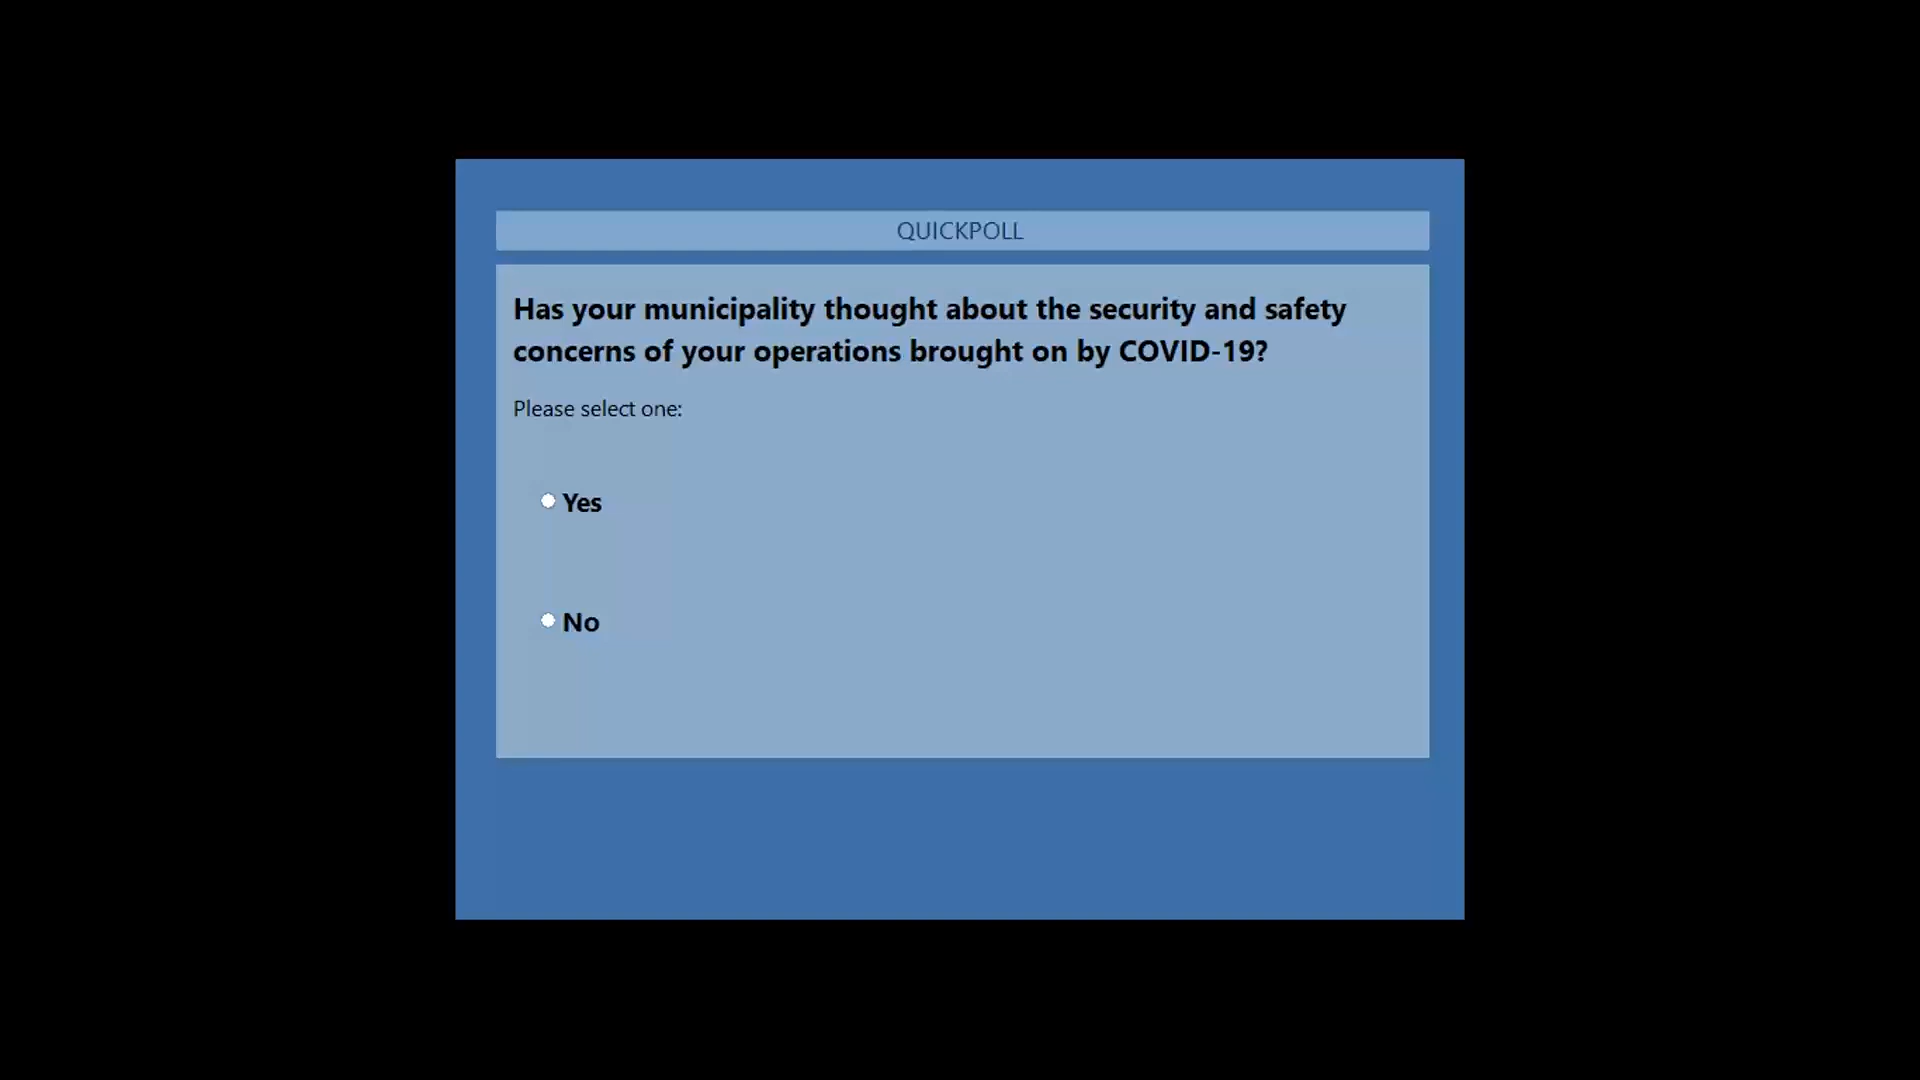 QUICKPOLL
Has your municipality thought about the security and safety
concerns of your operations brought on by COVID-19?
Please select one:
Yes
No